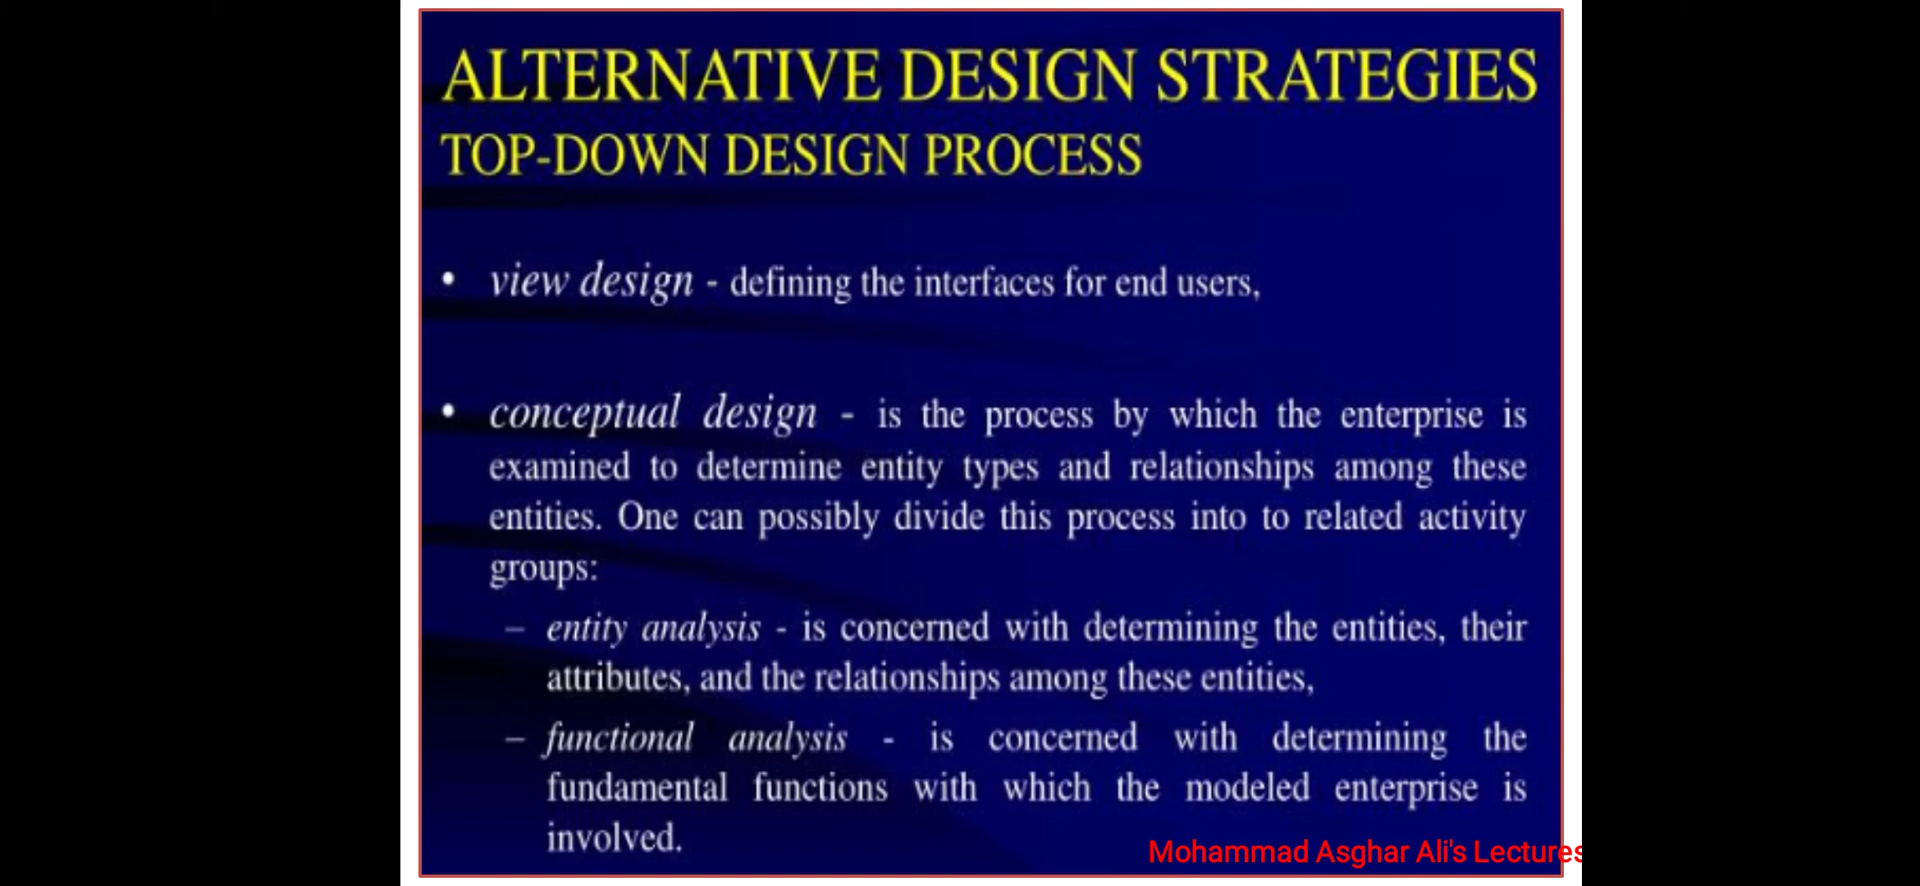 ALTERNATIVE DESIGN STRATEGIES
TOP-DOWN DESIGN PROCESS
• view design - defining the interfaces for end users,
• conceptual design - is the process by which the enterprise is
examined to determine entity types and relationships among these
entities. One can possibly divide this process into to related activity
groups:
– entity analysis - is concerned with determining the entities, their
attributes, and the relationships among these entities,
– functional analysis - is concerned with determining the
fundamental functions with which the modeled enterprise is
involved.
Mohammad Asghar Ali's Lectures